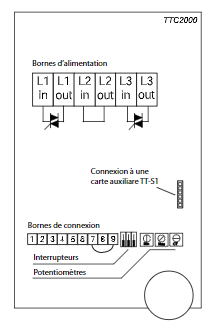 TTC2000
Bornes d'alimentation
L1 L1 L2 L2 L3 L3
in out in out in out
Connexion à une
carte auxiliare TT-S1
Bornes de connexion
1 2 3 4 5 6 7 8 9
Interrupteurs
Potentiomètres